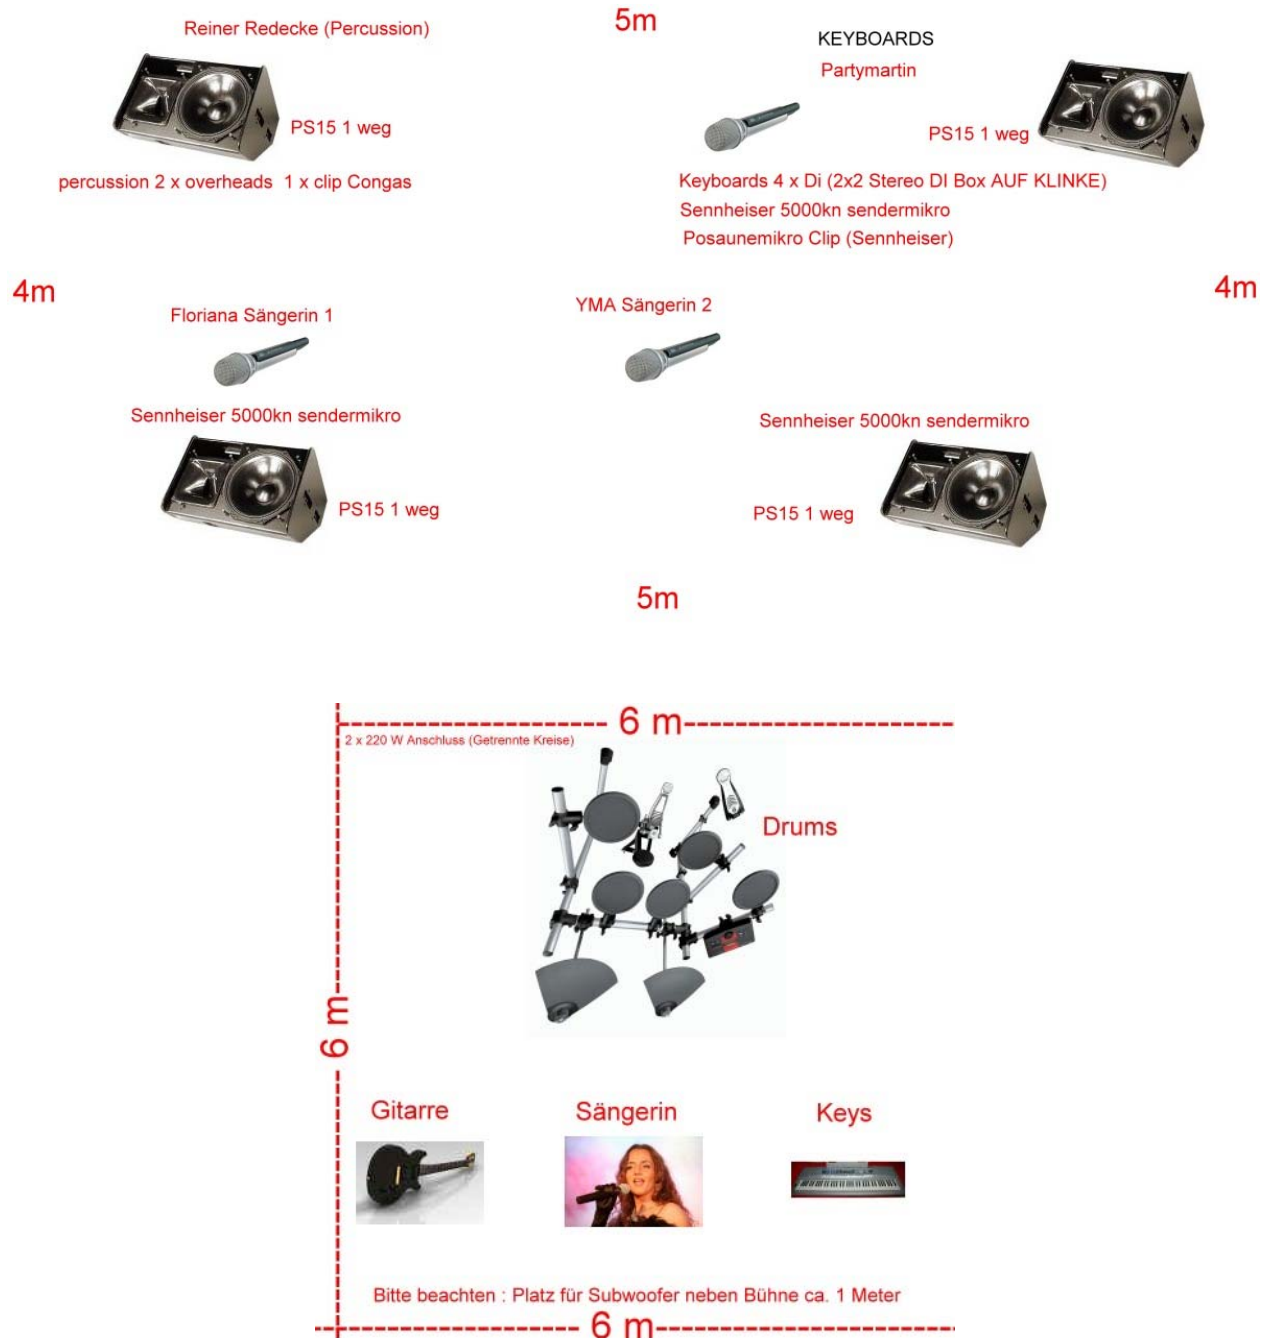 5m
Reiner Redecke (Percussion)
KEYBOARDS
Partymartin
PS15 1 weg
PS15 1 weg
percussion 2 x overheads 1 x clip Congas
Keyboards 4 x Di (2x2 Stereo DI Box AUF KLINKE)
Sennheiser 5000kn sendermikro
Posaunemikro Clip (Sennheiser)
4m
4m
Floriana Sängerin 1
YMA Sängerin 2
Sennheiser 5000kn sendermikro
Sennheiser 5000kn sendermikro
PS15 1 weg
PS15 1 weg
5m
6 m
2 x 220 W Anschluss (Getrennte Kreise)
Drums
6 m
Gitarre
Sängerin
Keys
Bitte beachten : Platz für Subwoofer neben Bühne ca. 1 Meter
6 m